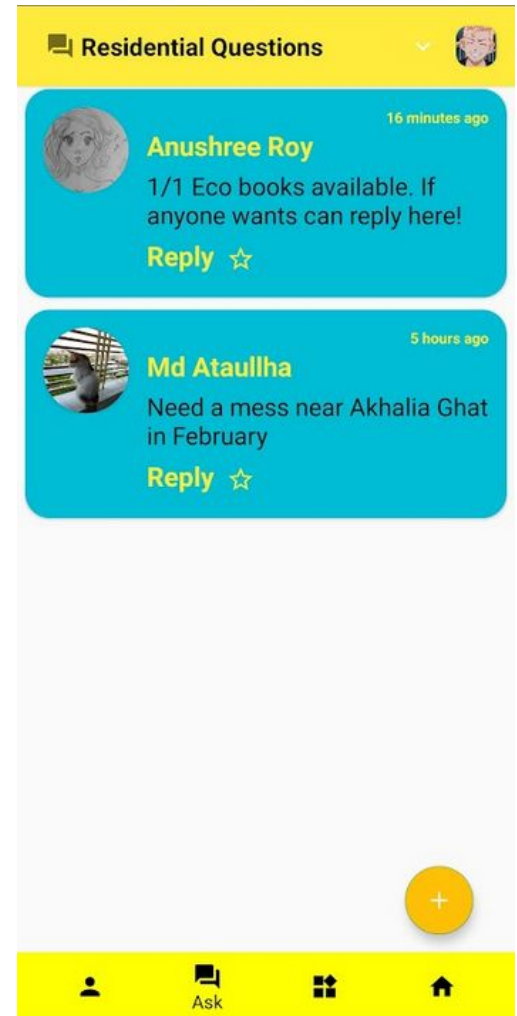 Residential Questions
16 minutes ago
Anushree Roy
1/1 Eco books available. If
anyone wants can reply here!
Reply
5 hours ago
Md Ataullha
Need a mess near Akhalia Ghat
in February
Reply
Ask